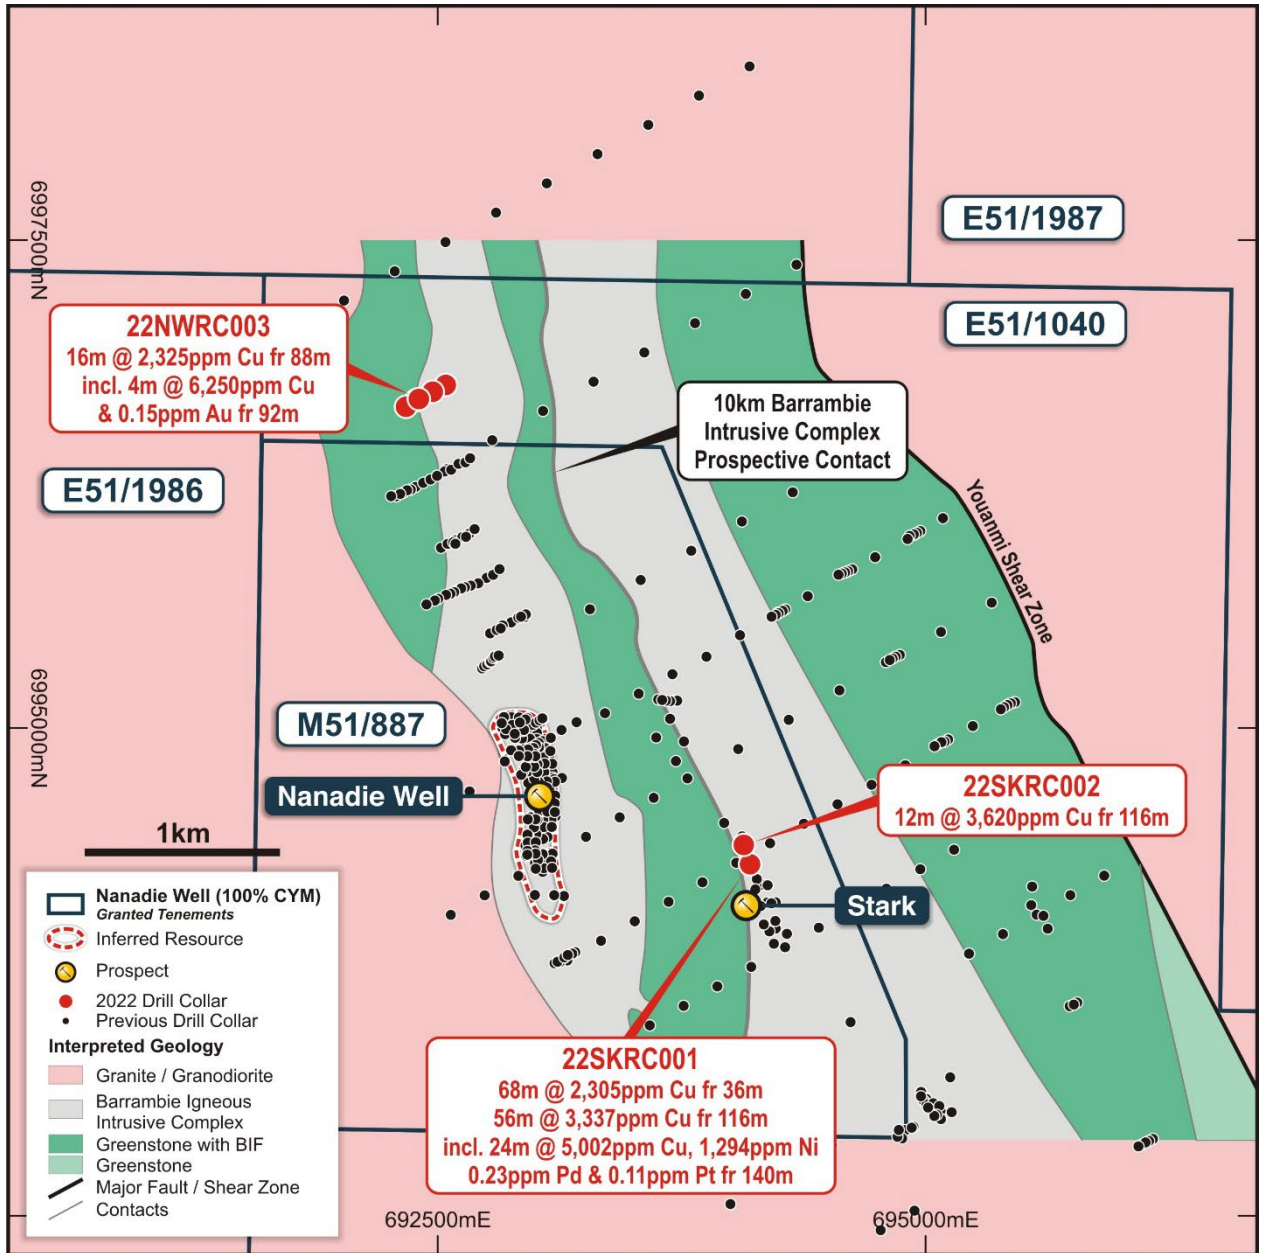 6997500mN
E51/1987
E51/1040
22NWRC003
16m @ 2,325ppm Cu fr 88m
incl. 4m @ 6,250ppm Cu
& 0.15ppm Au fr 92m
10km Barrambie
Intrusive Complex
Prospective Contact
E51/1986
Youanmi Shear Zone
6995000mN
M51/887
Nanadie Well
22SKRC002
12m @ 3,620ppm Cu fr 116m
1km
Stark
Nanadie Well (100% CYM)
Granted Tenements
Inferred Resource
Prospect
2022 Drill Collar
Previous Drill Collar
Interpreted Geology
Granite / Granodiorite
Barrambie Igneous
Intrusive Complex
Greenstone with BIF
Greenstone
Major Fault / Shear Zone
Contacts
22SKRC001
68m @ 2,305ppm Cu fr 36m
56m @ 3,337ppm Cu fr 116m
incl. 24m @ 5,002ppm Cu, 1,294ppm Ni
0.23ppm Pd & 0.11ppm Pt fr 140m
692500mE
695000mE